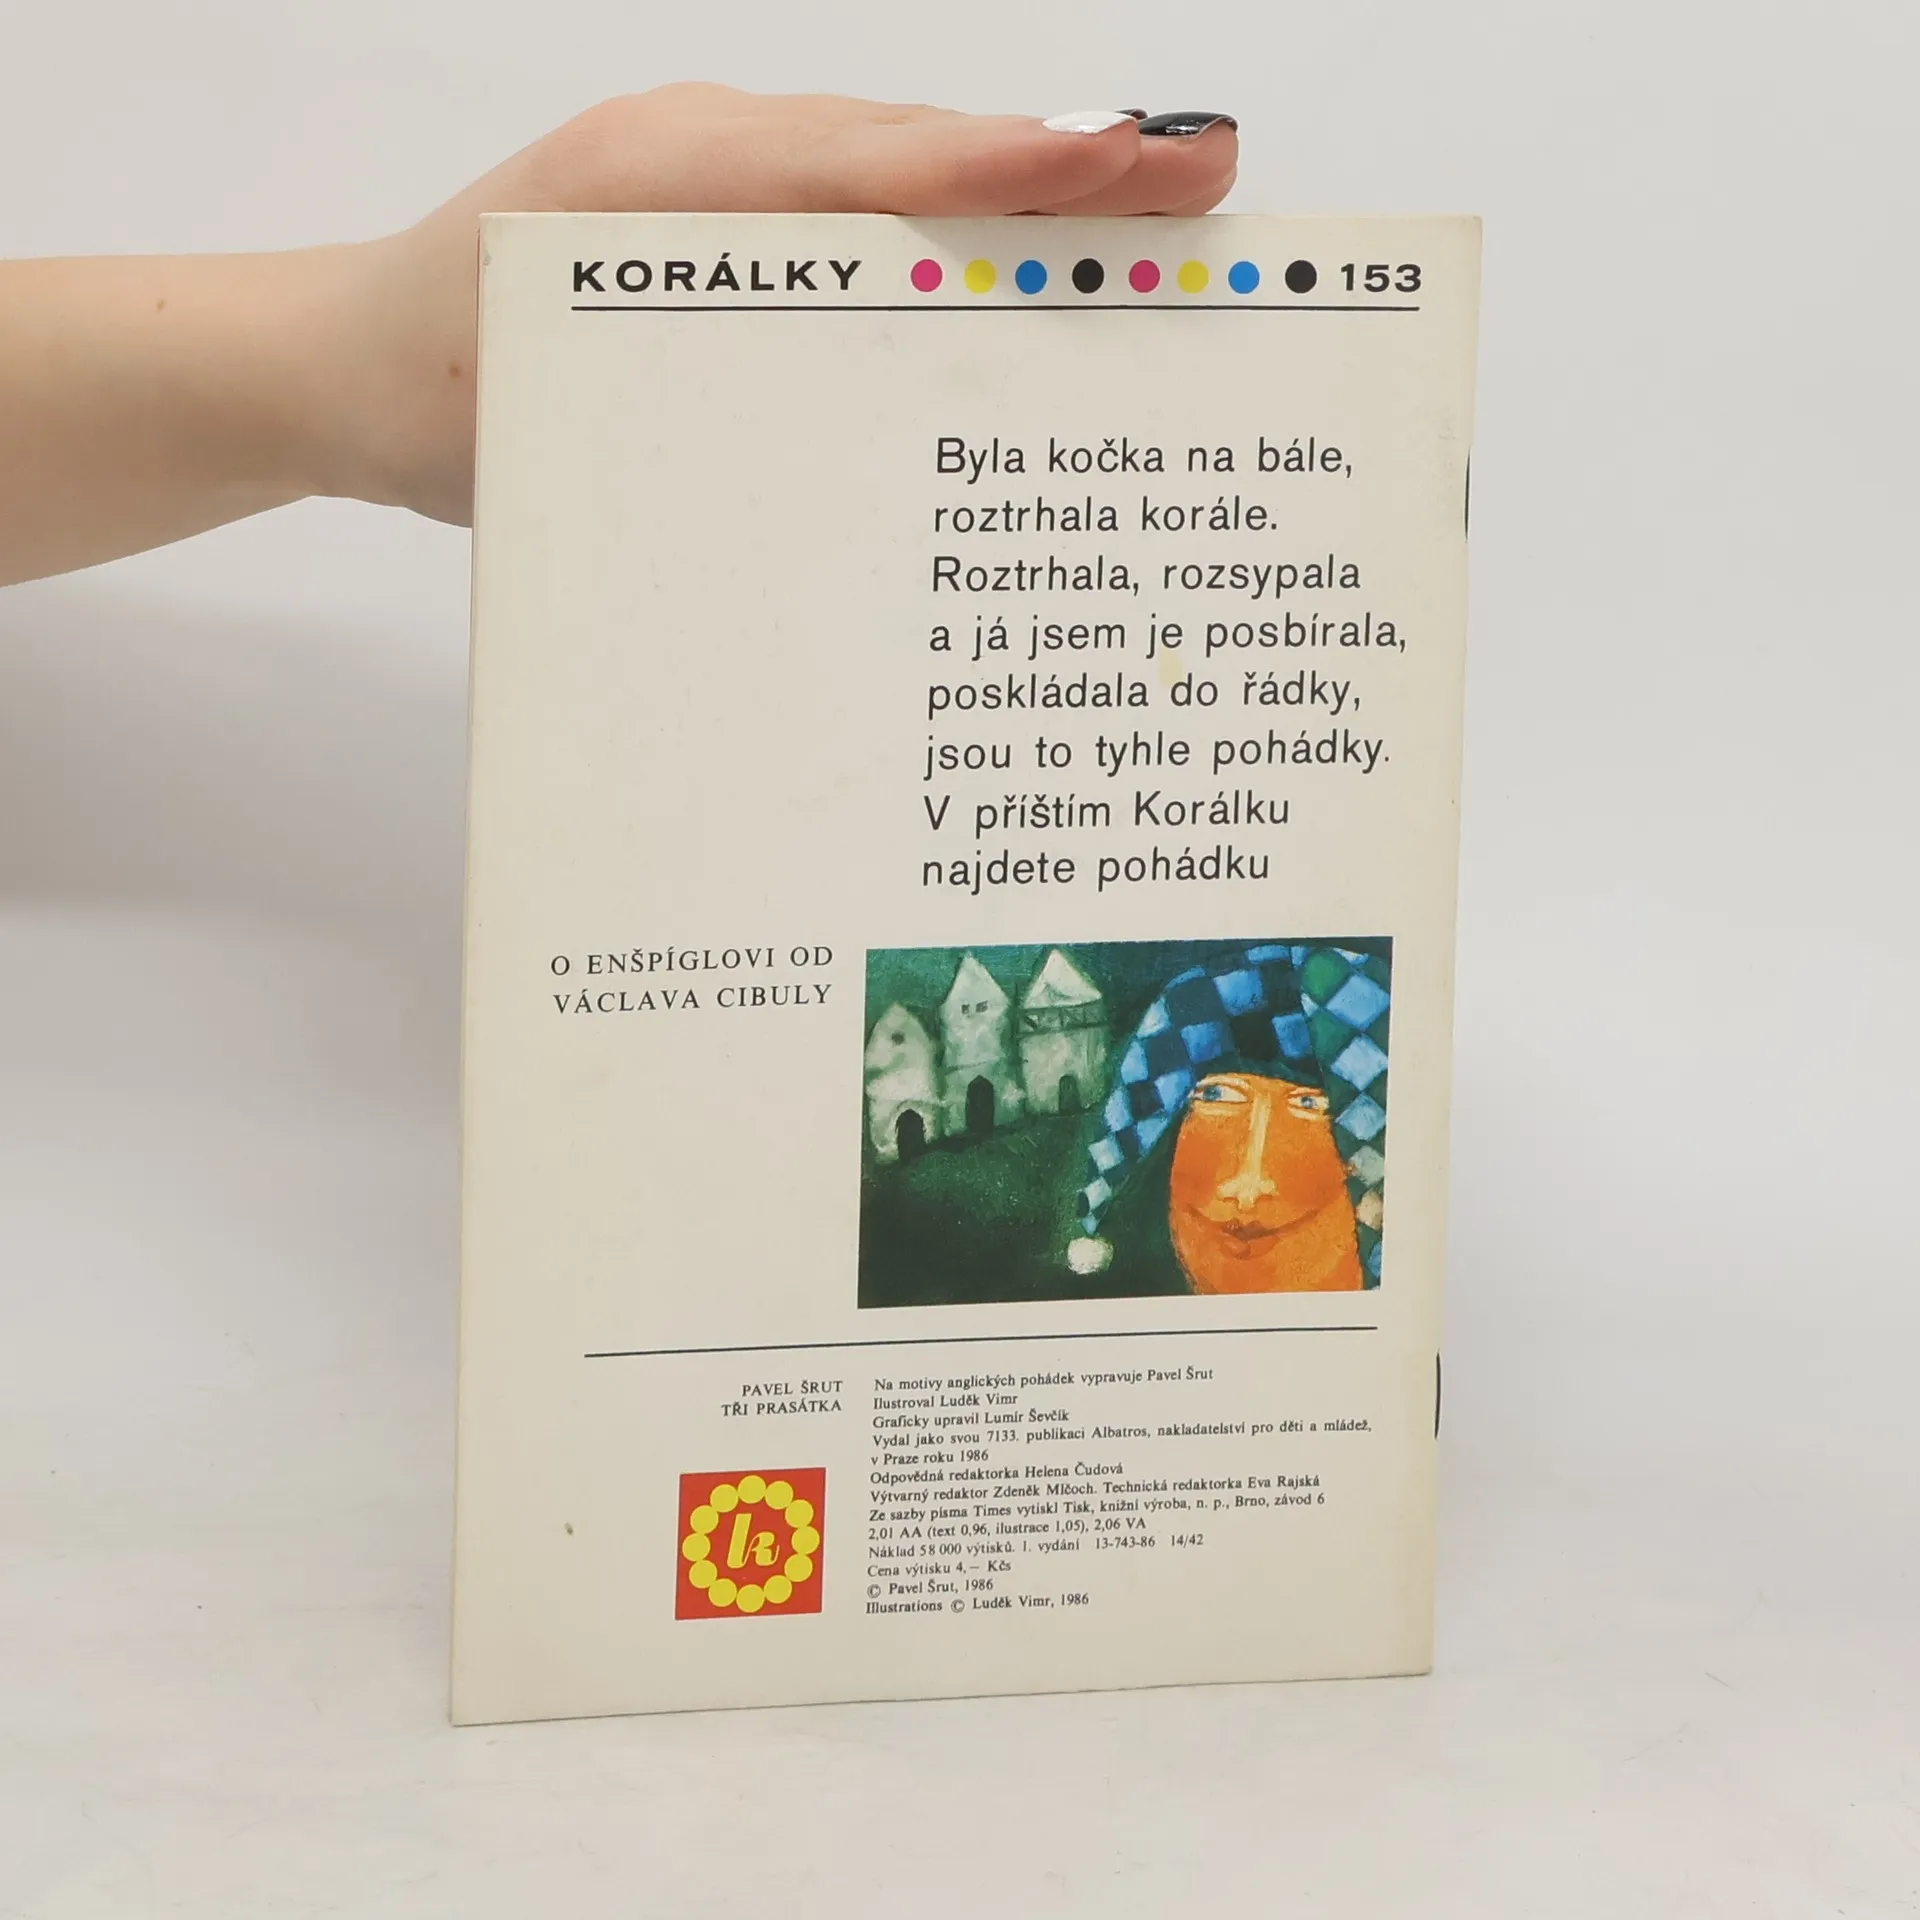 KORÁLKY 153
Byla kočka na bále,
roztrhala korále.
Roztrhala, rozsypala
a já jsem je posbírala,
poskládala do řádky,
jsou to tyhle pohádky.
V příštím Korálku
najdete pohádku
O ENŠPÍGLOVI OD
VÁCLAVA CIBULY
PAVEL ŠRUT
TŘI PRASÁTKA
Na motivy anglických pohádek vypravuje Pavel Šrut
Ilustroval Luděk Vimr
Graficky upravil Lumír Ševčík
Vydal jako svou 7133. publikaci Albatros, nakladatelství pro děti a mládež,
v Praze roku 1986
Odpovědná redaktorka Helena Čudová
Výtvarný redaktor Zdeněk Mlčoch. Technická redaktorka Eva Rajská
Ze sazby písma Times vytiskl Tisk, knižní výroba, n. p., Brno, závod 6
2,01 AA (text 0,96, ilustrace 1,05), 2,06 VA
Náklad 58 000 výtisků. 1. vydání 13-743-86 14/42
Cena výtisku 4,— Kčs
© Pavel Šrut, 1986
Illustrations © Luděk Vimr, 1986
k